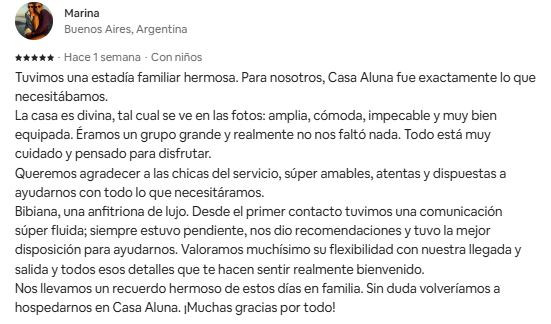 Marina
Buenos Aires, Argentina
★★★★★ · Hace 1 semana · Con niños
Tuvimos una estadía familiar hermosa. Para nosotros, Casa Aluna fue exactamente lo que
necesitábamos.
La casa es divina, tal cual se ve en las fotos: amplia, cómoda, impecable y muy bien
equipada. Éramos un grupo grande y realmente no nos faltó nada. Todo está muy
cuidado y pensado para disfrutar.
Queremos agradecer a las chicas del servicio, súper amables, atentas y dispuestas a
ayudarnos con todo lo que necesitáramos.
Bibiana, una anfitriona de lujo. Desde el primer contacto tuvimos una comunicación
súper fluida; siempre estuvo pendiente, nos dio recomendaciones y tuvo la mejor
disposición para ayudarnos. Valoramos muchísimo su flexibilidad con nuestra llegada y
salida y todos esos detalles que te hacen sentir realmente bienvenido.
Nos llevamos un recuerdo hermoso de estos días en familia. Sin duda volveríamos a
hospedarnos en Casa Aluna. ¡Muchas gracias por todo!